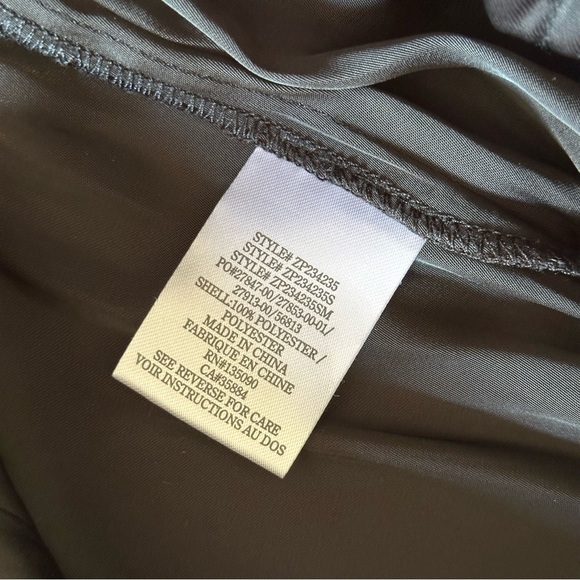 STYLE# ZP234235
STYLE# ZP234235S
STYLE# ZP234235SM
PO#27847-00/27853-00-01/
27913-00/56813
SHELL:100% POLYESTER /
POLYESTER
MADE IN CHINA
FABRIQUE EN CHINE
RN#135090
CA#35884
SEE REVERSE FOR CARE
VOIR INSTRUCTIONS AU DOS